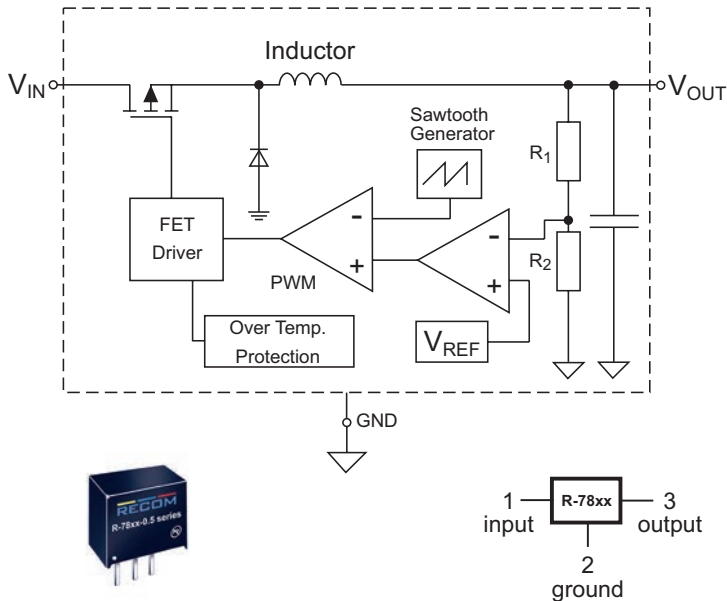 Inductor
VIN
VOUT
Sawtooth
Generator
R1
-
-
FET
Driver
+
R2
PWM
+
Over Temp.
Protection
VREF
GND
RECOM
R-78xx-0.5 series
1
input
R-78xx
3
output
2
ground